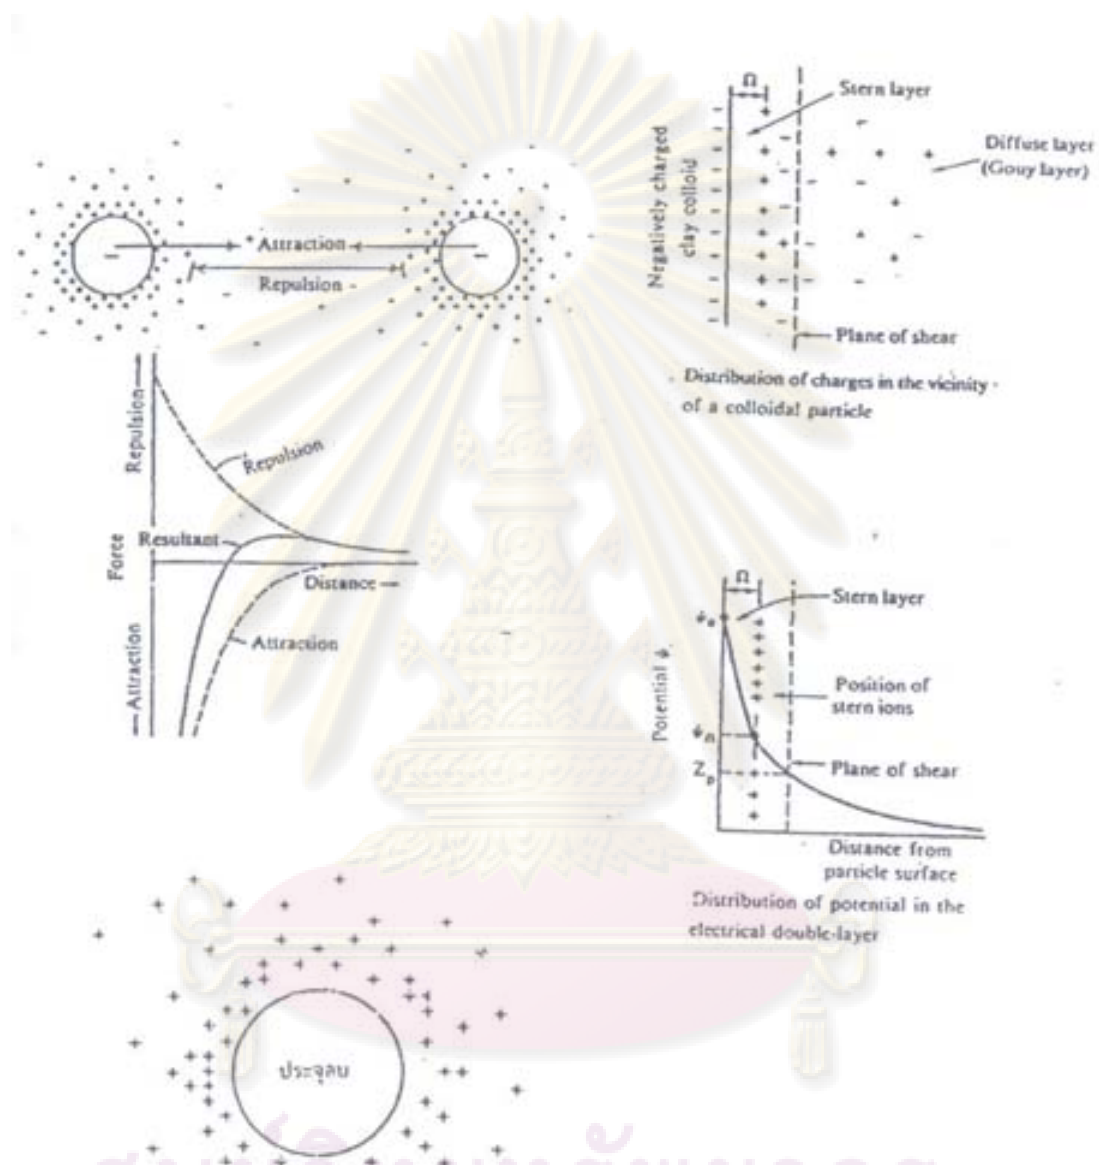 Attraction
Repulsion
Repulsion
Repulsion
Resultant
Force
Distance
Attraction
Attraction
Ω
Stern layer
Diffuse layer
(Gouy layer)
Negatively charged
clay colloid
Plane of shear
Distribution of charges in the vicinity
of a colloidal particle
Ω
Stern layer
Potential
Position of
stern ions
Zp
Plane of shear
Distance from
particle surface
Distribution of potential in the
electrical double-layer
ประจุลบ